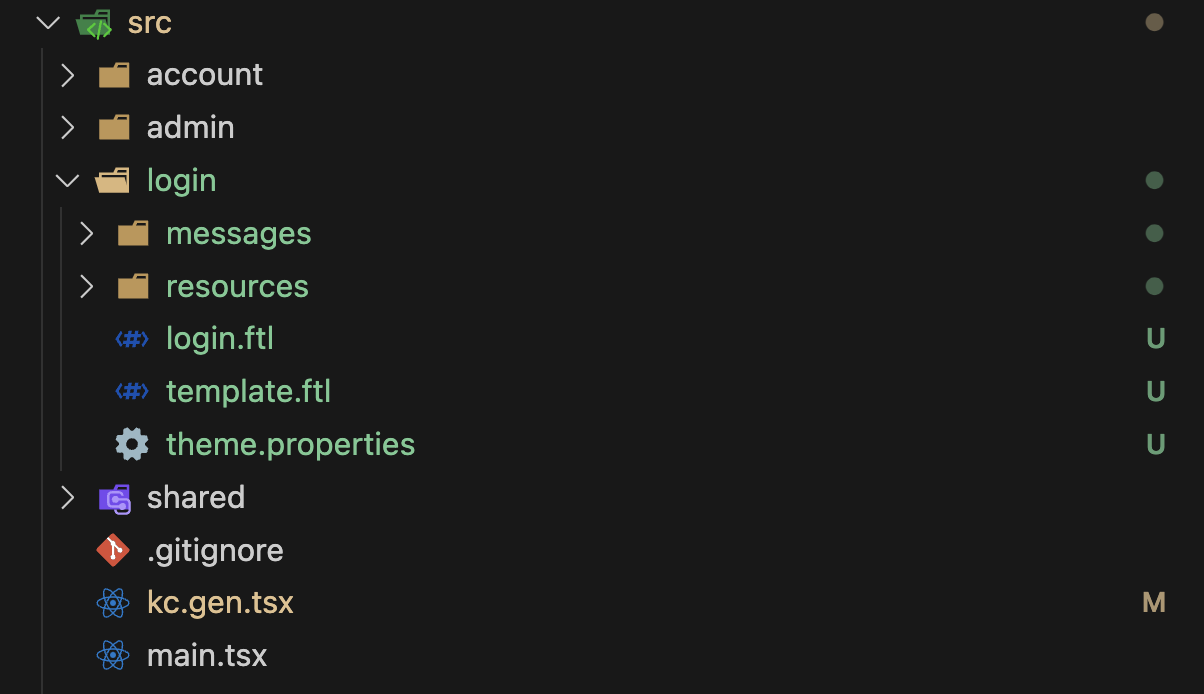 src
account
admin
login
messages
resources
login.ftl U
template.ftl U
theme.properties U
shared
.gitignore
kc.gen.tsx M
main.tsx